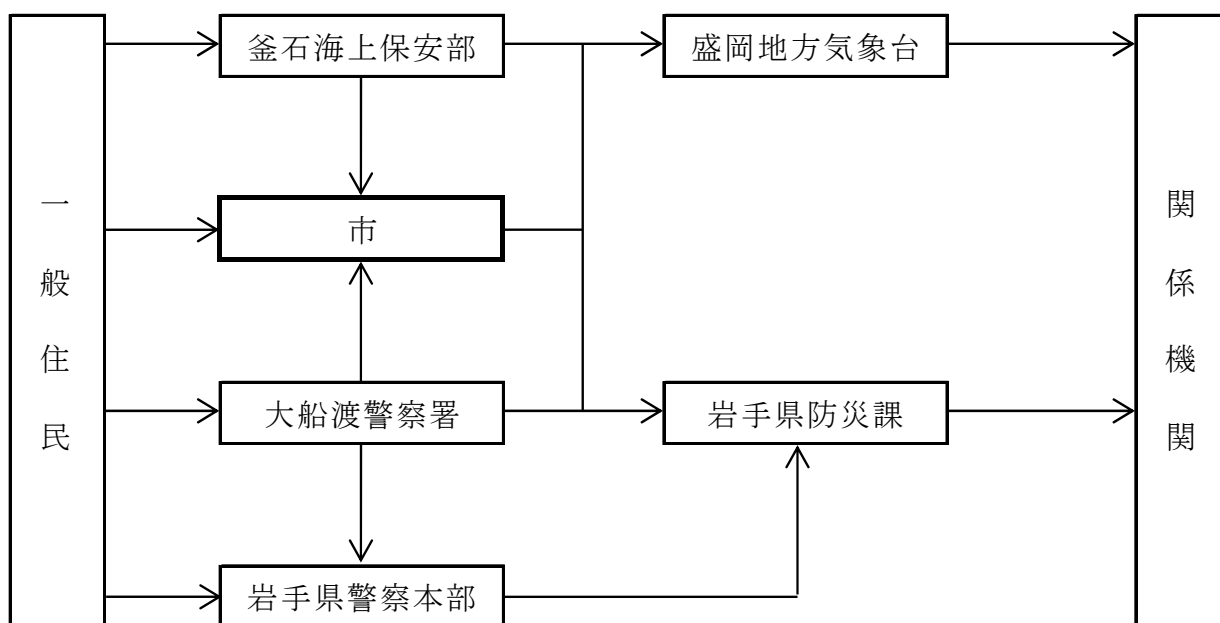 一般住民
釜石海上保安部
盛岡地方気象台
市
大船渡警察署
岩手県防災課
岩手県警察本部
関係機関